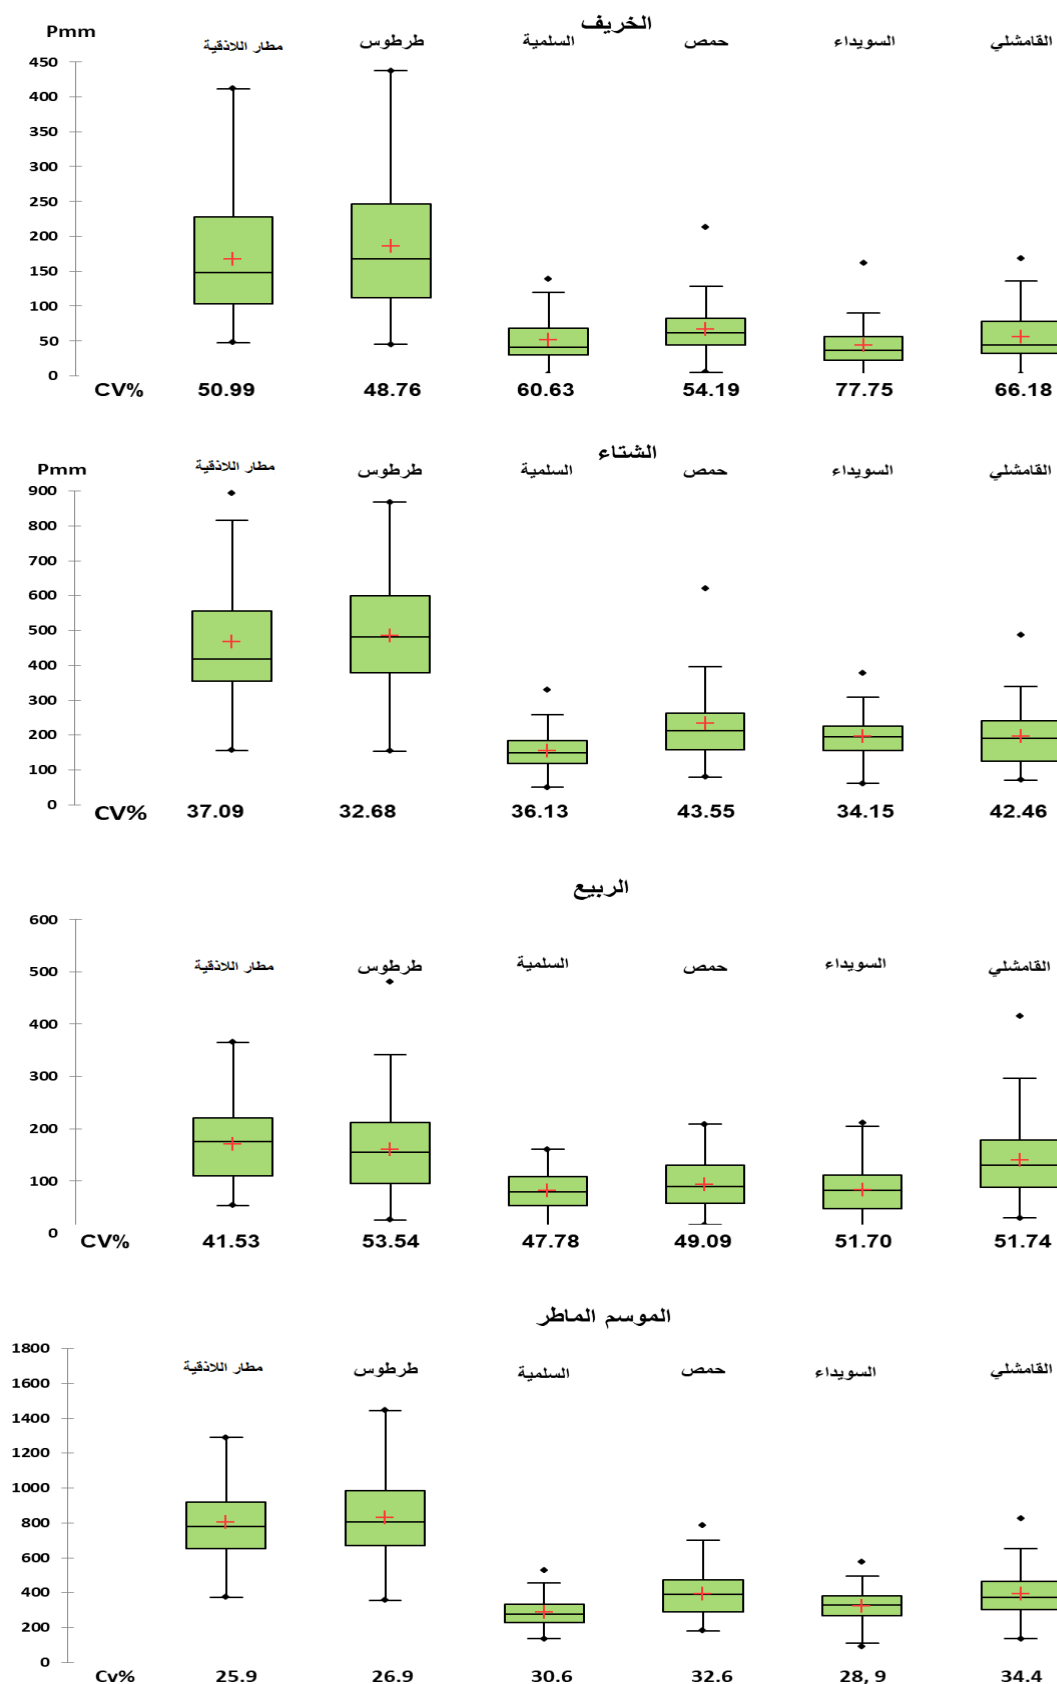 الخريف
Pmm
مطار اللاذقية طرطوس السلمية حمص السويداء القامشلي
450
400
350
300
250
200
150
100
50
0
CV% 50.99 48.76 60.63 54.19 77.75 66.18
الشتاء
Pmm
مطار اللاذقية طرطوس السلمية حمص السويداء القامشلي
900
800
700
600
500
400
300
200
100
0
CV% 37.09 32.68 36.13 43.55 34.15 42.46
الربيع
600
مطار اللاذقية طرطوس السلمية حمص السويداء القامشلي
500
400
300
200
100
0
CV% 41.53 53.54 47.78 49.09 51.70 51.74
الموسم الماطر
1800
مطار اللاذقية طرطوس السلمية حمص السويداء القامشلي
1600
1400
1200
1000
800
600
400
200
0
Cv% 25.9 26.9 30.6 32.6 28, 9 34.4